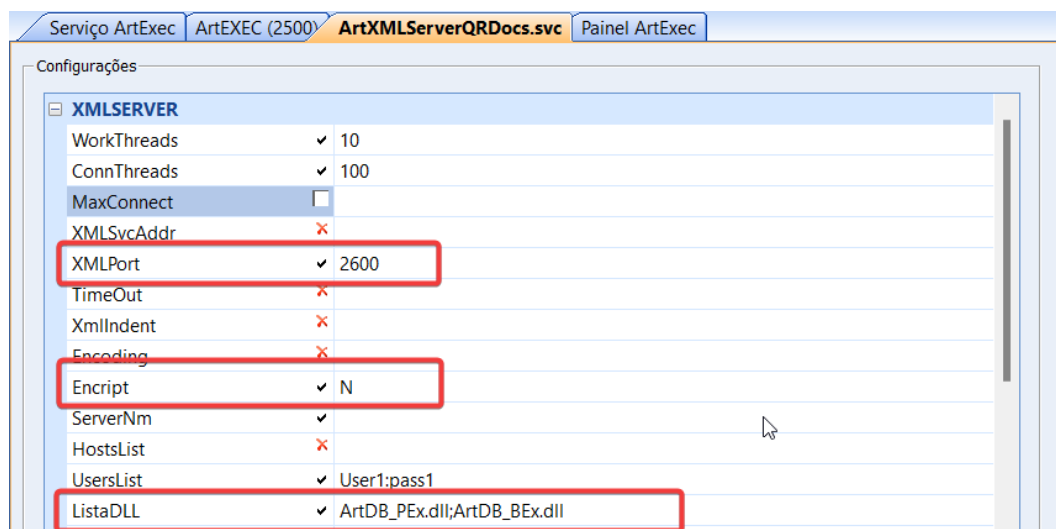 Serviço ArtExec ArtEXEC (2500) ArtXMLServerQRDocs.svc Painel ArtExec
Configurações
XMLSERVER
WorkThreads 10
ConnThreads 100
MaxConnect
XMLSvcAddr
XMLPort 2600
TimeOut
XmlIndent
Encoding
Encript N
ServerNm
HostsList
UsersList User1:pass1
ListaDLL ArtDB_PEx.dll;ArtDB_BEx.dll